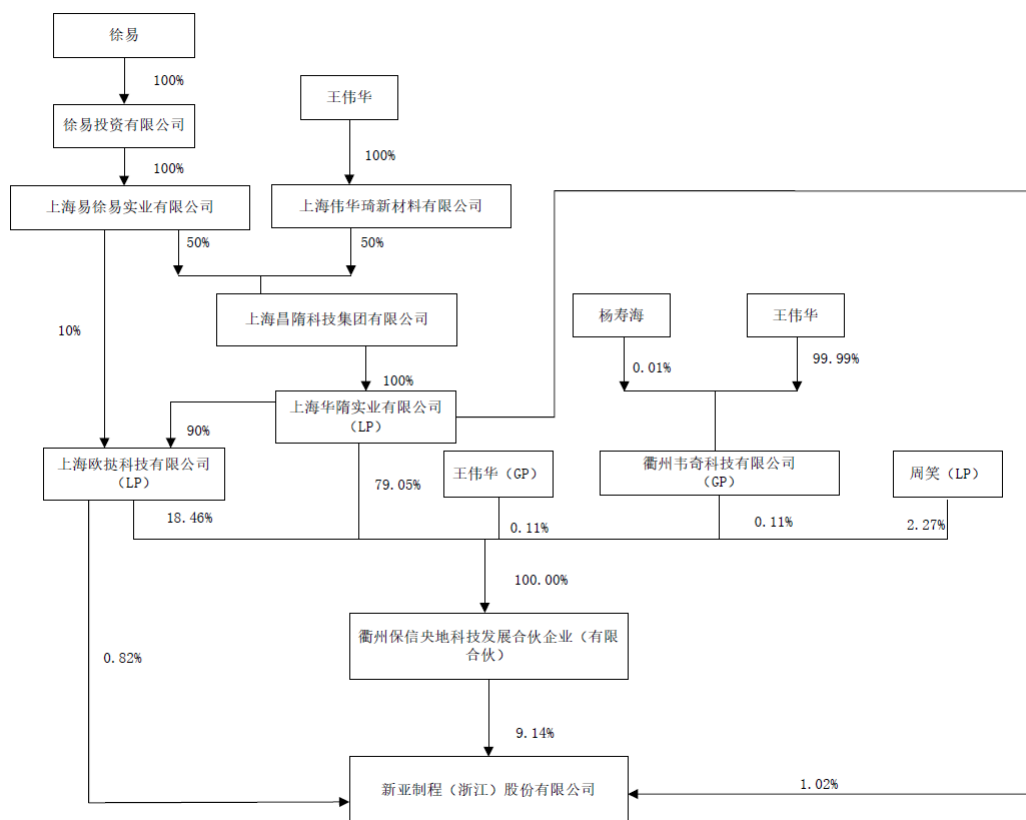 徐易
100%
王伟华
徐易投资有限公司
100%
100%
上海易徐易实业有限公司
上海伟华琦新材料有限公司
50%
50%
上海昌隋科技集团有限公司
杨寿海
王伟华
10%
0.01%
99.99%
100%
上海华隋实业有限公司
（LP）
90%
上海欧挞科技有限公司
（LP）
王伟华（GP）
衢州韦奇科技有限公司
（GP）
周笑（LP）
79.05%
18.46%
0.11%
0.11%
2.27%
100.00%
衢州保信央地科技发展合伙企业（有限
合伙）
0.82%
9.14%
新亚制程（浙江）股份有限公司
1.02%